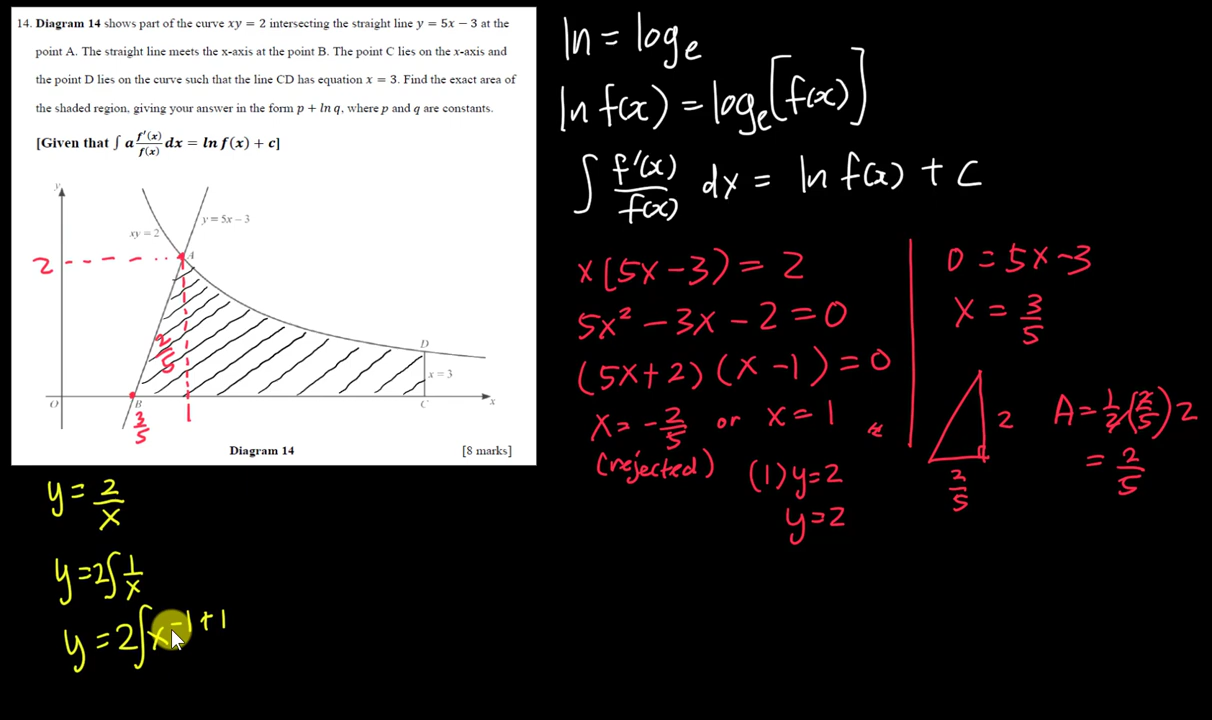 14. Diagram 14 shows part of the curve xy = 2 intersecting the straight line y = 5x − 3 at the
point A. The straight line meets the x-axis at the point B. The point C lies on the x-axis and
the point D lies on the curve such that the line CD has equation x = 3. Find the exact area of
the shaded region, giving your answer in the form p + ln q, where p and q are constants.
[Given that ∫ a f'(x)/f(x) dx = ln f(x) + c]
y
y = 5x − 3
xy = 2
A
2
2/5
D
x = 3
O
B
C
x
3/5
1
Diagram 14
[8 marks]
y = 2/x
y = 2∫ 1/x
y = 2∫ x^-1+1
ln = log_e
ln f(x) = log_e [f(x)]
∫ f'(x)/f(x) dx = ln f(x) + c
x(5x − 3) = 2
5x² − 3x − 2 = 0
(5x + 2)(x − 1) = 0
x = −2/5 or x = 1
(rejected) (1)y = 2
y = 2
0 = 5x − 3
x = 3/5
2
2/5
A = 1/2(2/5)2
= 2/5